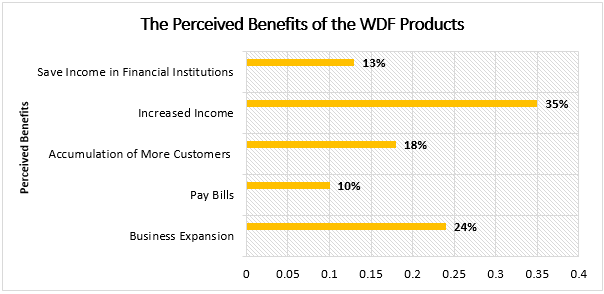 The Perceived Benefits of the WDF Products
Perceived Benefits
Save Income in Financial Institutions
13%
Increased Income
35%
Accumulation of More Customers
18%
Pay Bills
10%
Business Expansion
24%
0 0.05 0.1 0.15 0.2 0.25 0.3 0.35 0.4